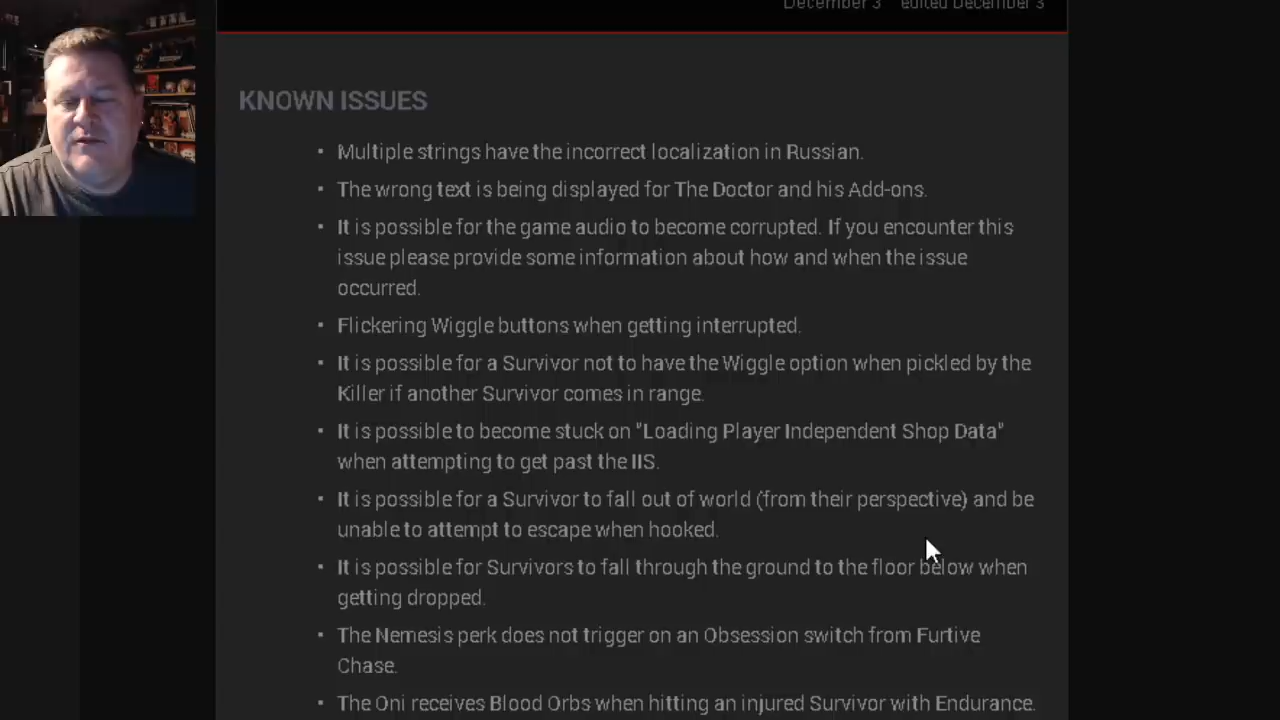 December 3 edited December 3
KNOWN ISSUES
• Multiple strings have the incorrect localization in Russian.
• The wrong text is being displayed for The Doctor and his Add-ons.
• It is possible for the game audio to become corrupted. If you encounter this
issue please provide some information about how and when the issue
occurred.
• Flickering Wiggle buttons when getting interrupted.
• It is possible for a Survivor not to have the Wiggle option when pickled by the
Killer if another Survivor comes in range.
• It is possible to become stuck on "Loading Player Independent Shop Data"
when attempting to get past the IIS.
• It is possible for a Survivor to fall out of world (from their perspective) and be
unable to attempt to escape when hooked.
• It is possible for Survivors to fall through the ground to the floor below when
getting dropped.
• The Nemesis perk does not trigger on an Obsession switch from Furtive
Chase.
• The Oni receives Blood Orbs when hitting an injured Survivor with Endurance.